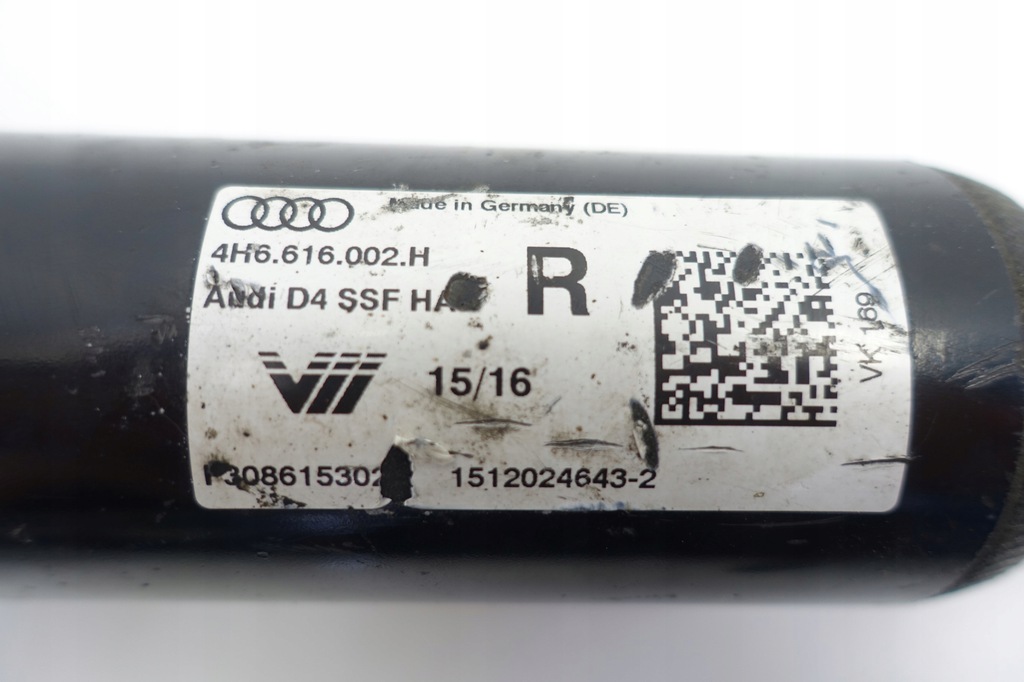 Made in Germany (DE)
4H6.616.002.H
Audi D4 SSF HA
R
VK 169
15/16
1512024643-2